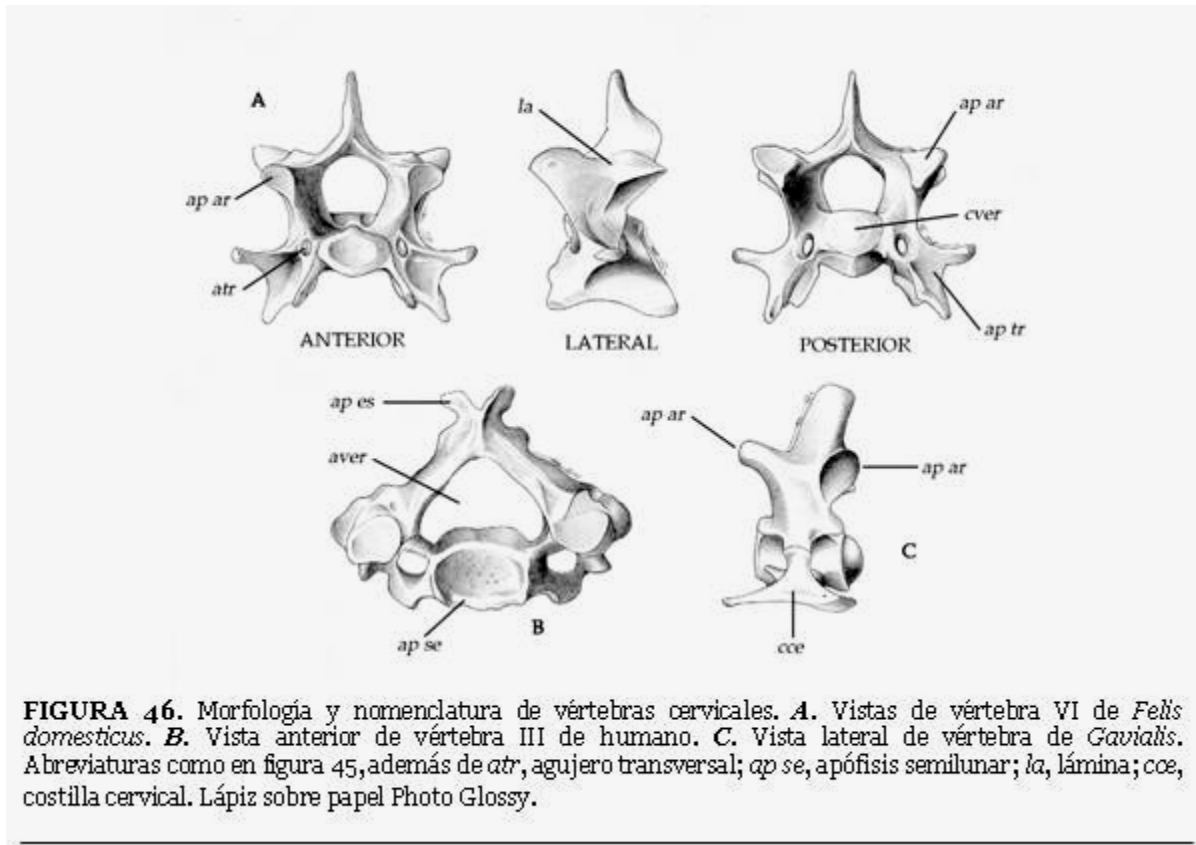 A
la
ap ar
ap ar
cver
atr
ap tr
ANTERIOR
LATERAL
POSTERIOR
ap es
ap ar
aver
ap ar
C
B
ap se
cce
FIGURA 46. Morfología y nomenclatura de vértebras cervicales. A. Vistas de vértebra VI de Felis
domesticus. B. Vista anterior de vértebra III de humano. C. Vista lateral de vértebra de Gavialis.
Abreviaturas como en figura 45,además de atr, agujero transversal; ap se, apófisis semilunar; la, lámina; cce,
costilla cervical. Lápiz sobre papel Photo Glossy.